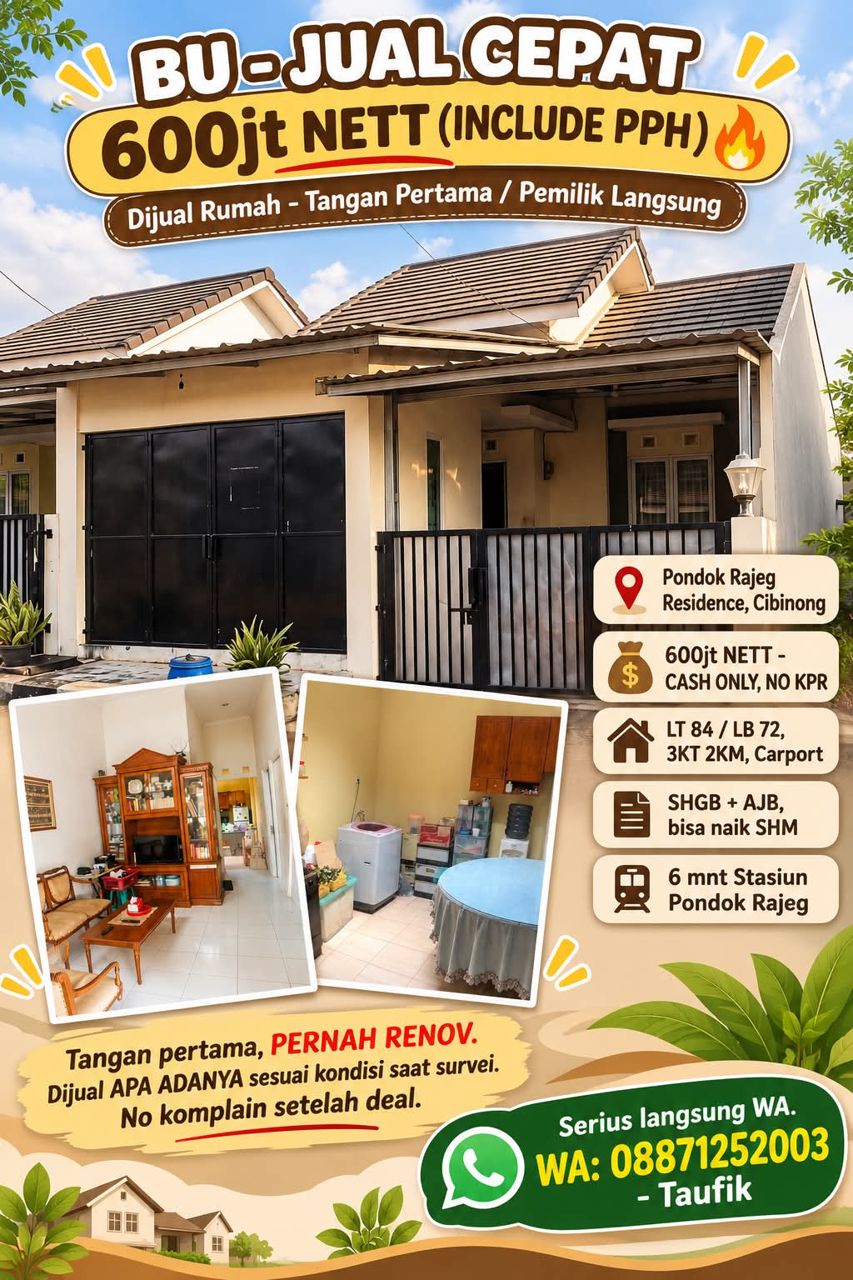 BU - JUAL CEPAT
600jt NETT (INCLUDE PPH)
Dijual Rumah - Tangan Pertama / Pemilik Langsung
Pondok Rajeg
Residence, Cibinong
600jt NETT -
CASH ONLY, NO KPR
LT 84 / LB 72,
3KT 2KM, Carport
SHGB + AJB,
bisa naik SHM
6 mnt Stasiun
Pondok Rajeg
Tangan pertama, PERNAH RENOV.
Dijual APA ADANYA sesuai kondisi saat survei.
No komplain setelah deal.
Serius langsung WA.
WA: 08871252003
- Taufik